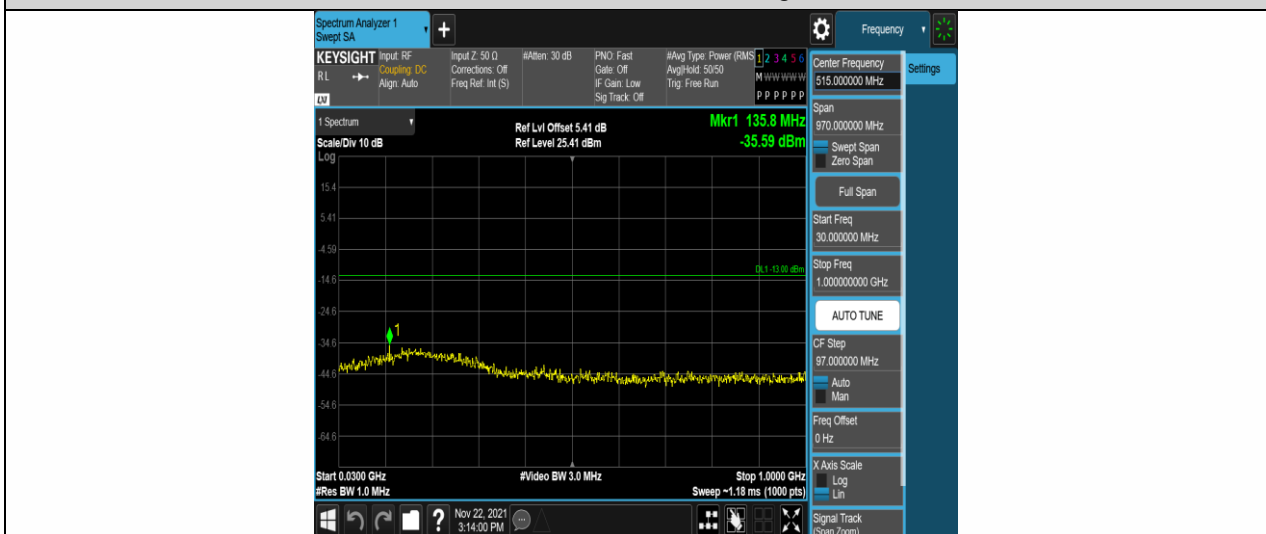 Spectrum Analyzer 1
Swept SA
+
Frequency
KEYSIGHT
RL
LXI
Input: RF
Coupling: DC
Align: Auto
Input Z: 50 Ω
Corrections: Off
Freq Ref: Int (S)
#Atten: 30 dB
PNO: Fast
Gate: Off
IF Gain: Low
Sig Track: Off
#Avg Type: Power (RMS
Avg|Hold: 50/50
Trig: Free Run
1 2 3 4 5 6
M W W W W W
P P P P P P
1 Spectrum
Scale/Div 10 dB
Log
Ref Lvl Offset 5.41 dB
Ref Level 25.41 dBm
Mkr1 135.8 MHz
-35.59 dBm
15.4
5.41
-4.59
DL1 -13.00 dBm
-14.6
-24.6
1
-34.6
-44.6
-54.6
-64.6
Start 0.0300 GHz
#Res BW 1.0 MHz
#Video BW 3.0 MHz
Stop 1.0000 GHz
Sweep ~1.18 ms (1000 pts)
?
Nov 22, 2021
3:14:00 PM
Center Frequency
515.000000 MHz
Settings
Span
970.000000 MHz
Swept Span
Zero Span
Full Span
Start Freq
30.000000 MHz
Stop Freq
1.000000000 GHz
AUTO TUNE
CF Step
97.000000 MHz
Auto
Man
Freq Offset
0 Hz
X Axis Scale
Log
Lin
Signal Track
(Span Zoom)